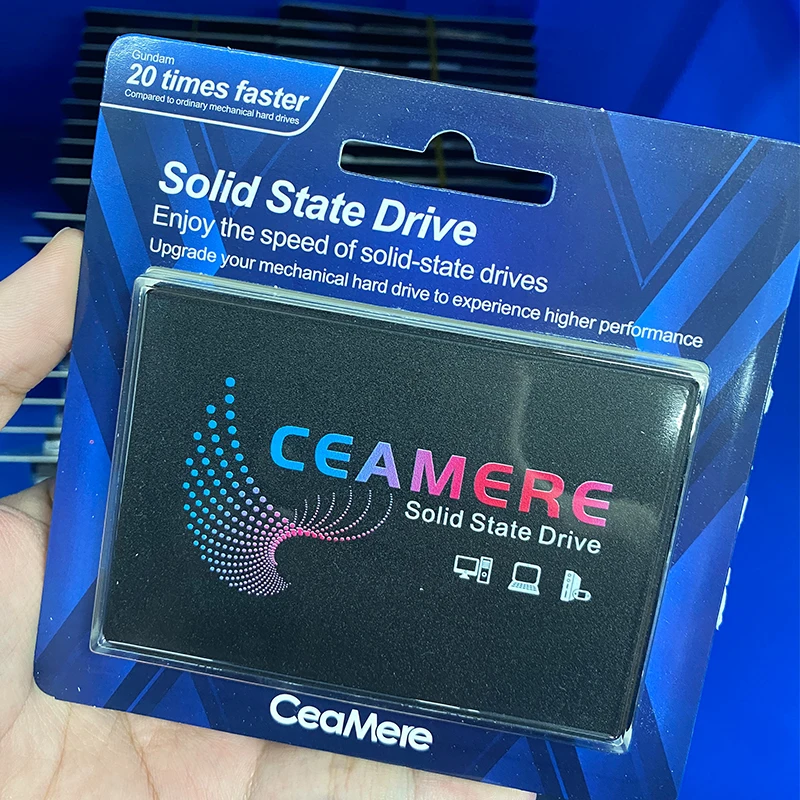 Gundam
20 times faster
Compared to ordinary mechanical hard drives
Solid State Drive
Enjoy the speed of solid-state drives
Upgrade your mechanical hard drive to experience higher performance
CEAMERE
Solid State Drive
CeaMere